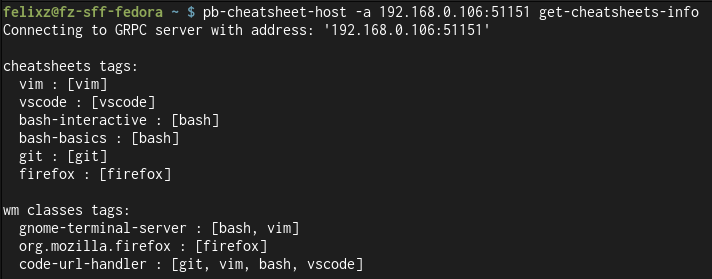 felixz@fz-sff-fedora ~ $ pb-cheatsheet-host -a 192.168.0.106:51151 get-cheatsheets-info
Connecting to GRPC server with address: '192.168.0.106:51151'
cheatsheets tags:
vim : [vim]
vscode : [vscode]
bash-interactive : [bash]
bash-basics : [bash]
git : [git]
firefox : [firefox]
wm classes tags:
gnome-terminal-server : [bash, vim]
org.mozilla.firefox : [firefox]
code-url-handler : [git, vim, bash, vscode]